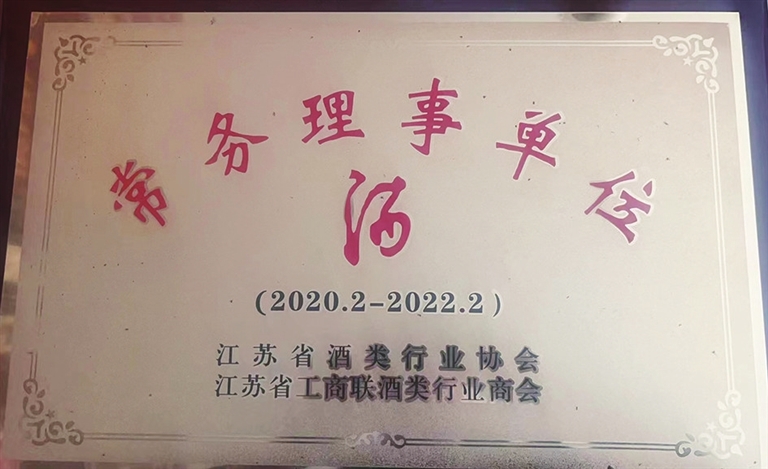 常务理事单位
酒
(2020.2-2022.2)
江苏省酒类行业协会
江苏省工商联酒类行业商会